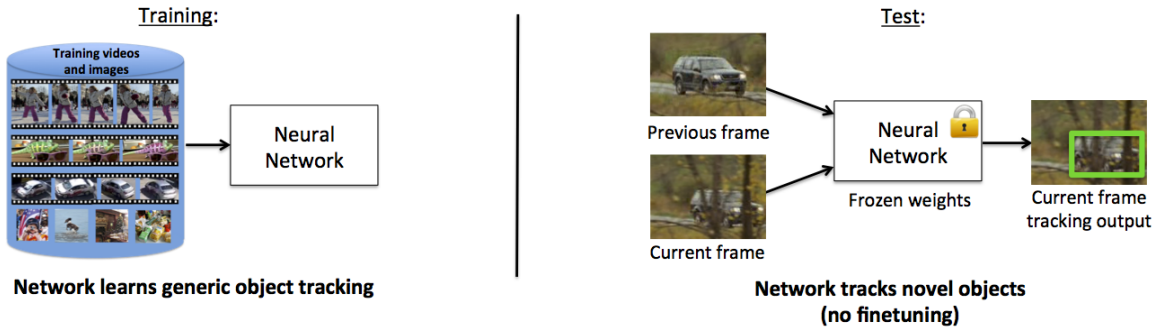 Training:
Training videos
and images
Neural
Network
Network learns generic object tracking
Test:
Previous frame
Current frame
Neural
Network
Frozen weights
Current frame
tracking output
Network tracks novel objects
(no finetuning)